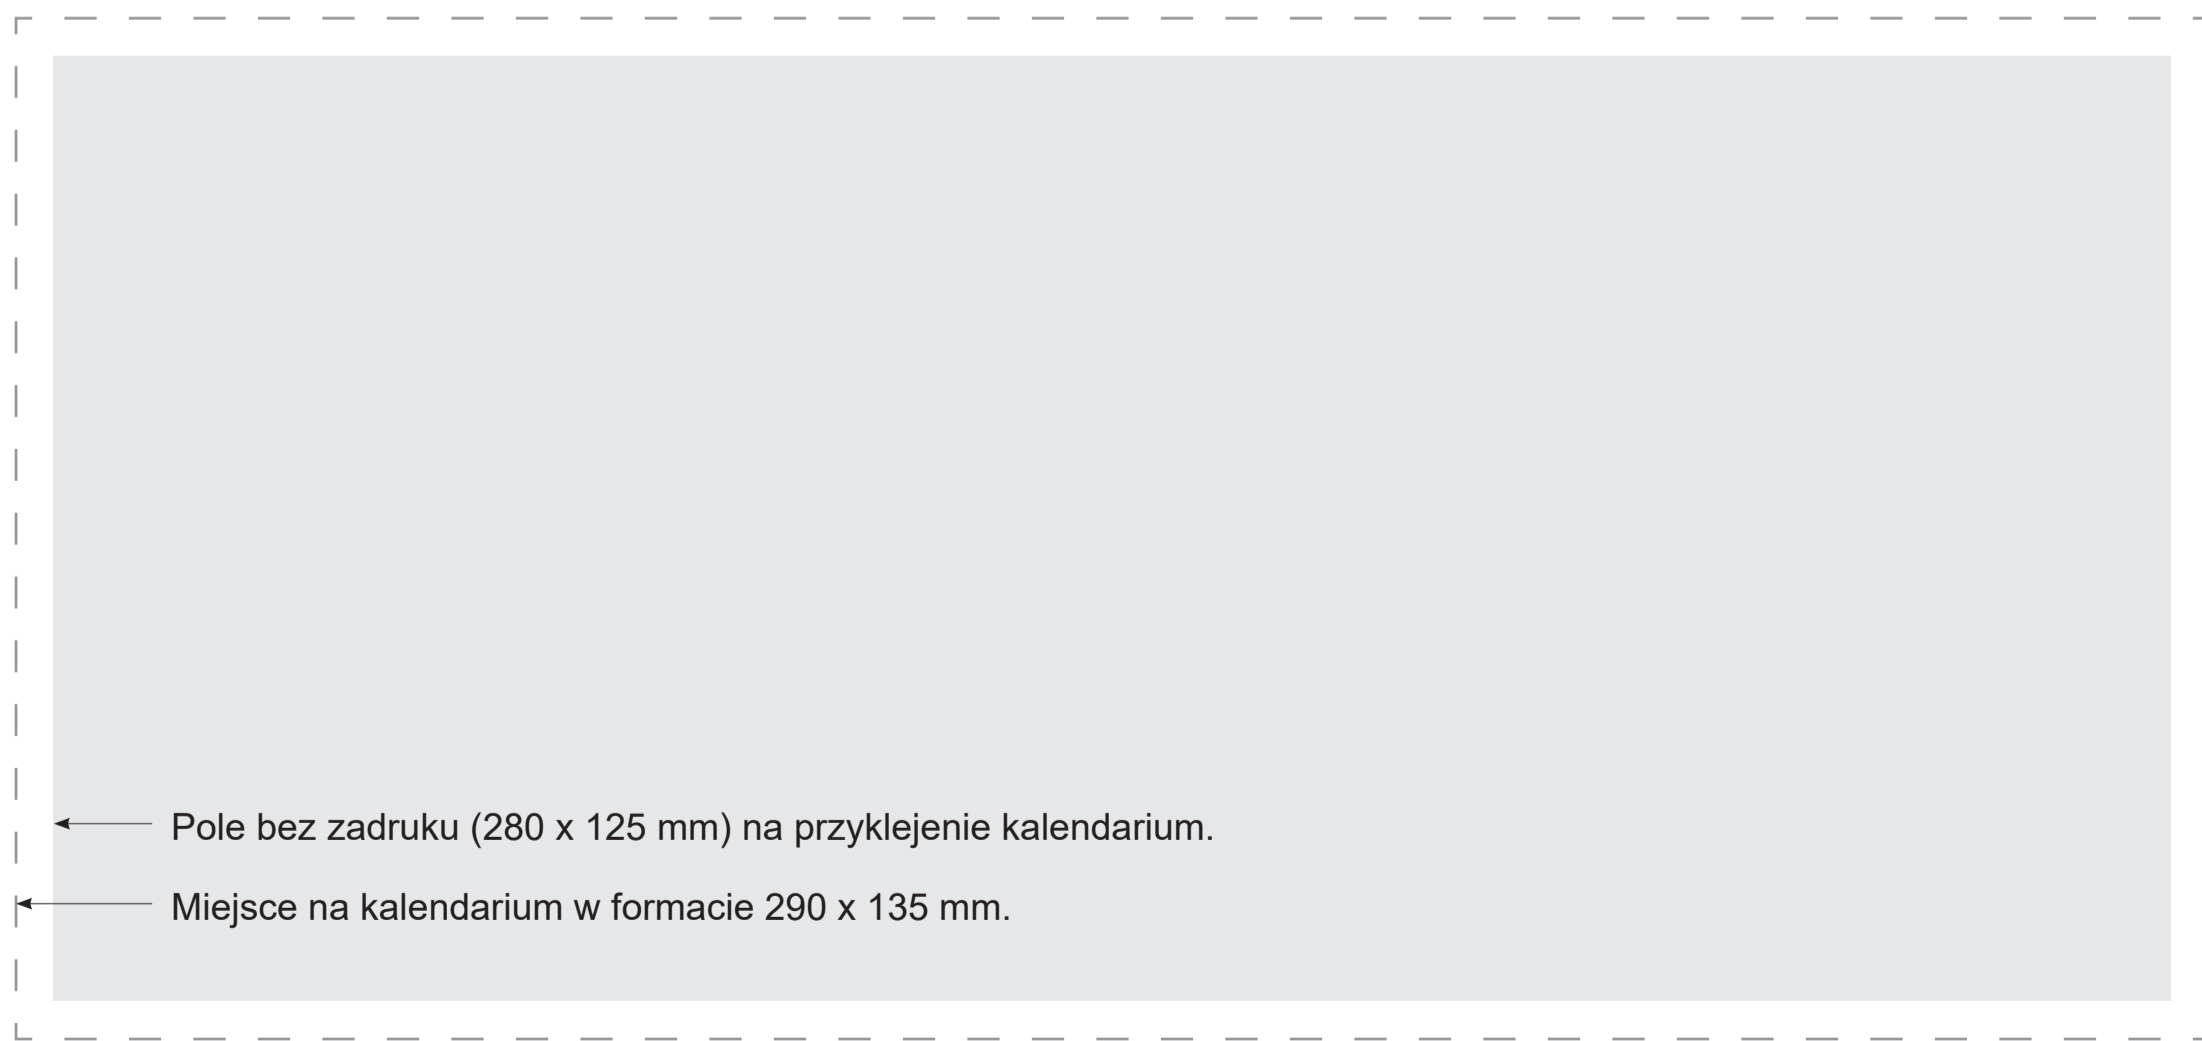 Pole bez zadruku (280 x 125 mm) na przyklejenie kalendarium.
Miejsce na kalendarium w formacie 290 x 135 mm.